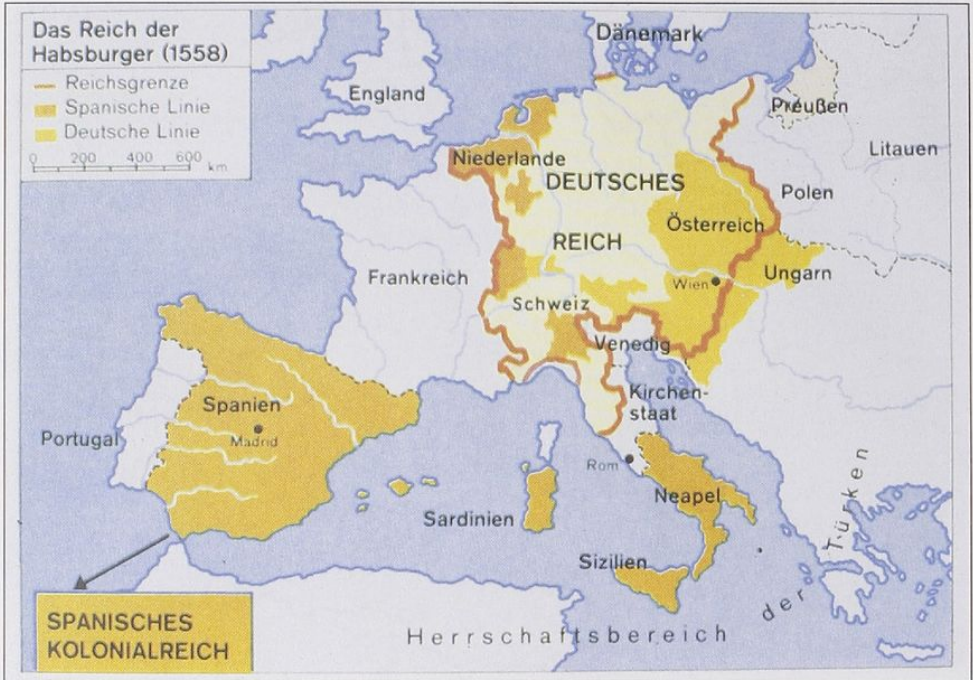 Das Reich der
Habsburger (1558)
Reichsgrenze
Spanische Linie
Deutsche Linie
0 200 400 600 km
Dänemark
England
Preußen
Litauen
Niederlande
DEUTSCHES
Polen
Österreich
REICH
Frankreich
Ungarn
Wien
Schweiz
Venedig
Kirchen-
staat
Spanien
Madrid
Portugal
Rom
Neapel
Sardinien
Sizilien
SPANISCHES
KOLONIALREICH
Herrschaftsbereich der Türken